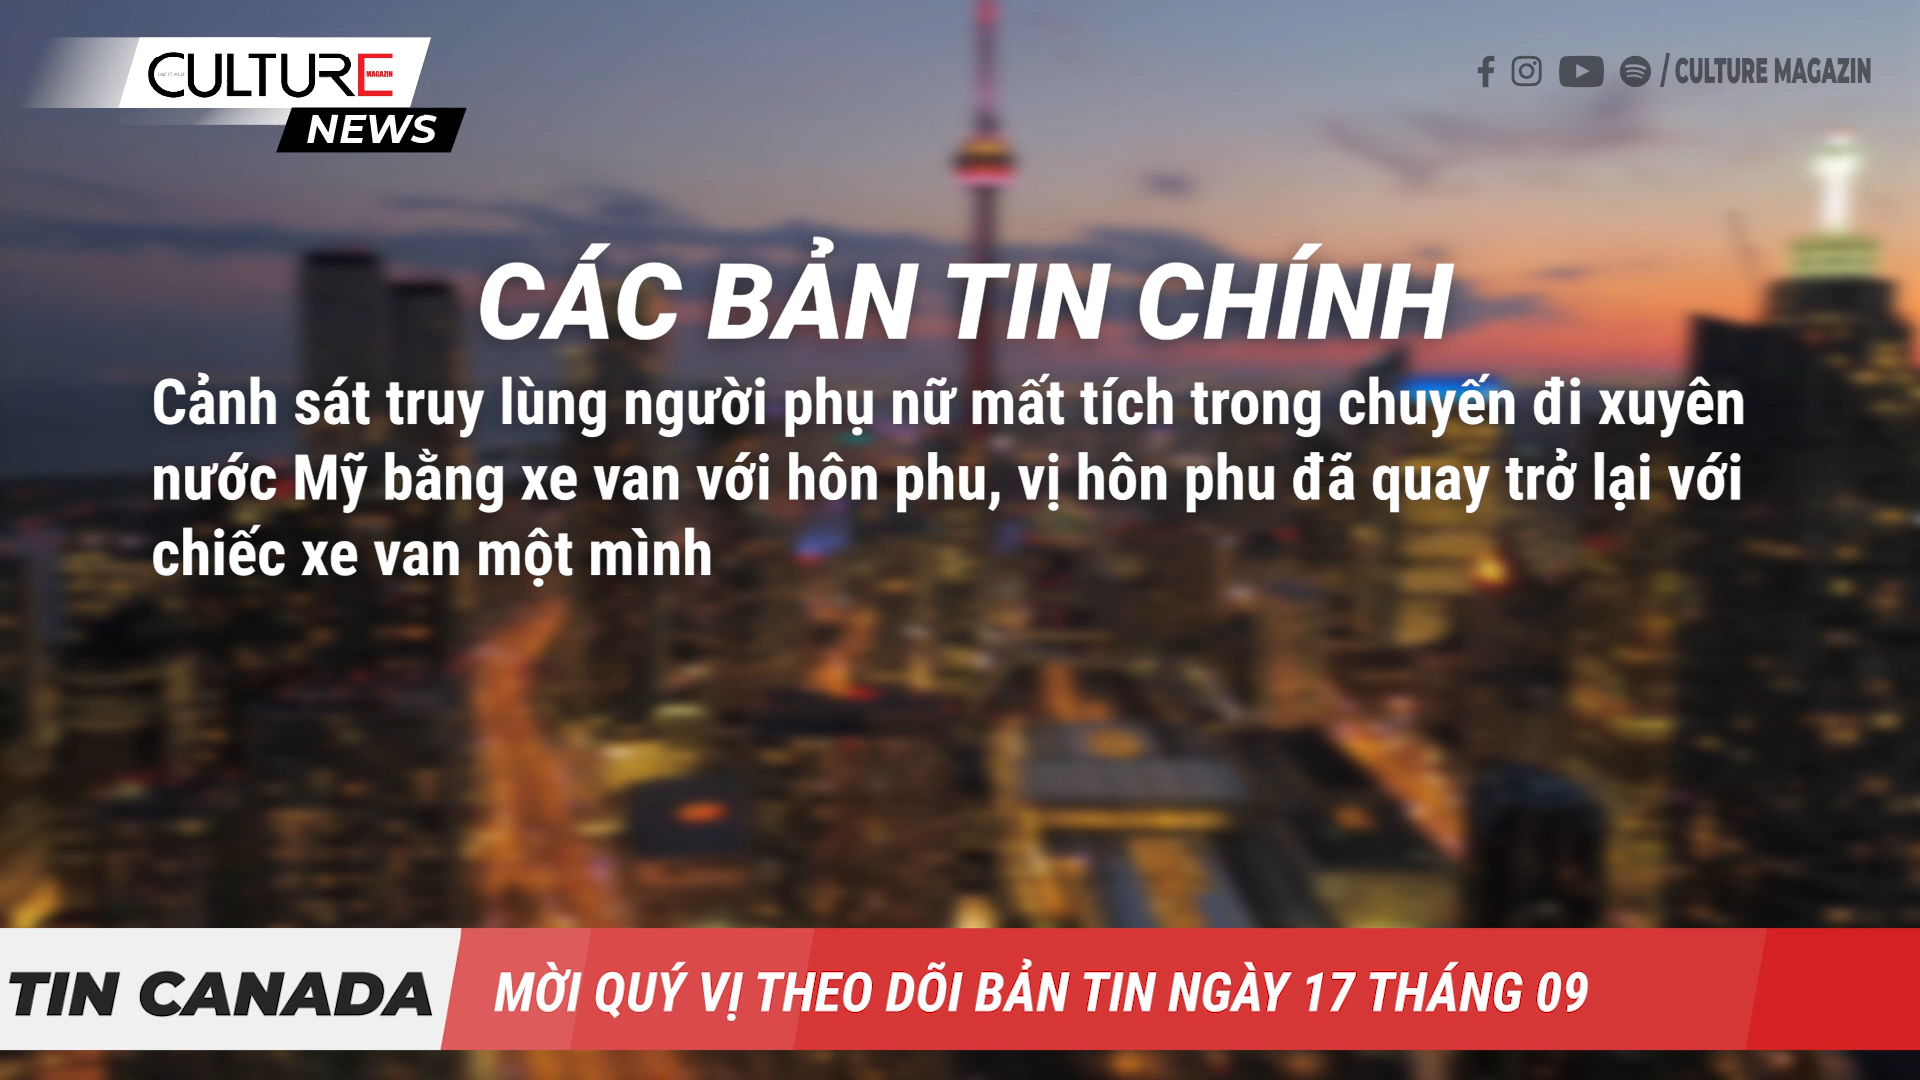 CULTURE
MAGAZIN
NEWS
/ CULTURE MAGAZIN
CÁC BẢN TIN CHÍNH
Cảnh sát truy lùng người phụ nữ mất tích trong chuyến đi xuyên
nước Mỹ bằng xe van với hôn phu, vị hôn phu đã quay trở lại với
chiếc xe van một mình
TIN CANADA
MỜI QUÝ VỊ THEO DÕI BẢN TIN NGÀY 17 THÁNG 09